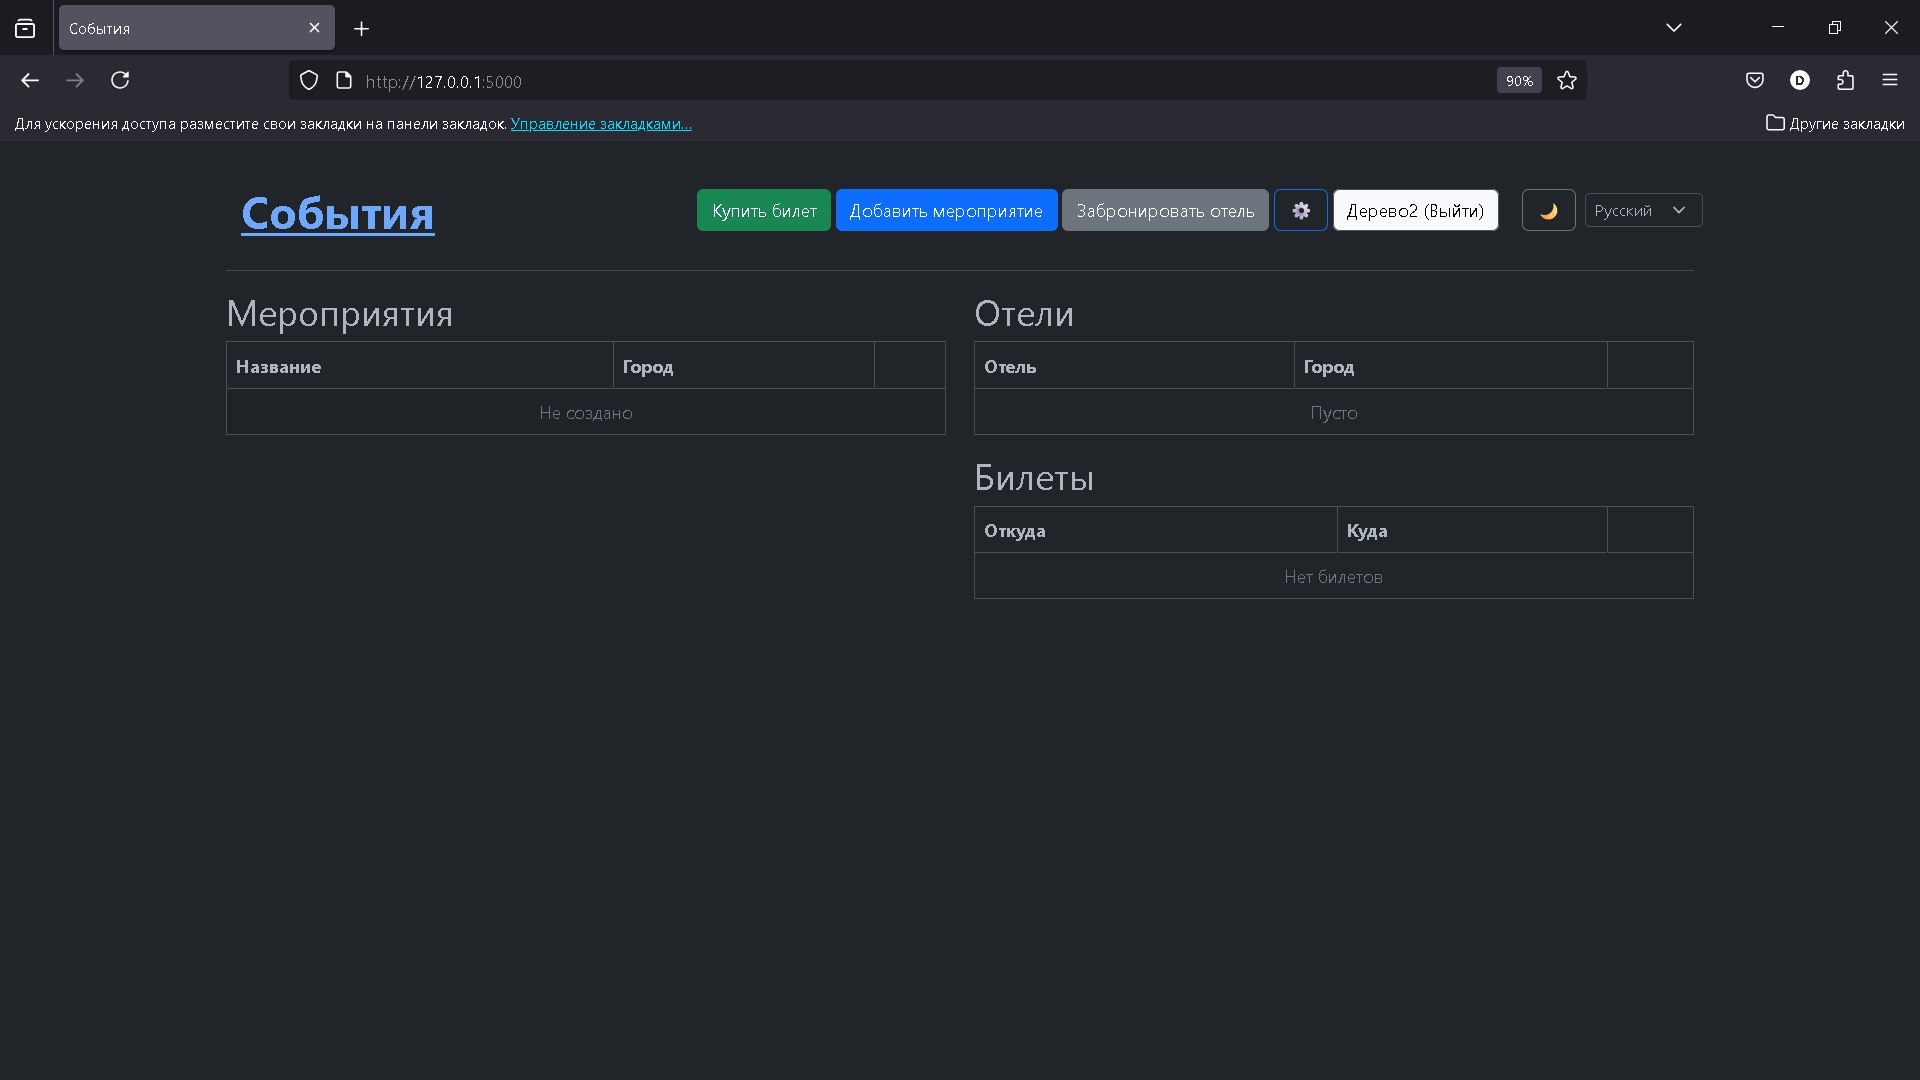 События
http://127.0.0.1:5000
90%
D
Для ускорения доступа разместите свои закладки на панели закладок. Управление закладками...
Другие закладки
События
Купить билет
Добавить мероприятие
Забронировать отель
Дерево2 (Выйти)
Русский
Мероприятия
Название
Город
Не создано
Отели
Отель
Город
Пусто
Билеты
Откуда
Куда
Нет билетов